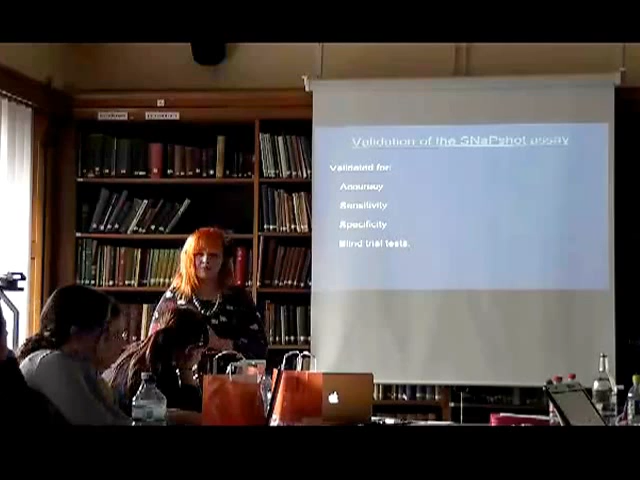 Validation of the SNaPshot assay
Validated for:
Accuracy
Sensitivity
Specificity
Blind trial tests.